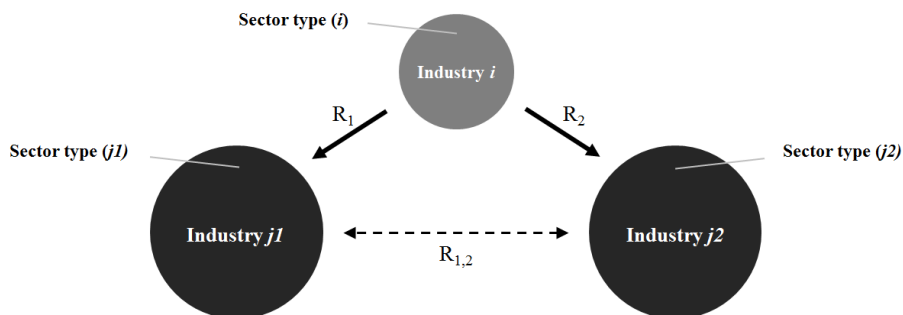 Sector type (i)
Industry i
R1
R2
Sector type (j1)
Sector type (j2)
Industry j1
Industry j2
R1,2